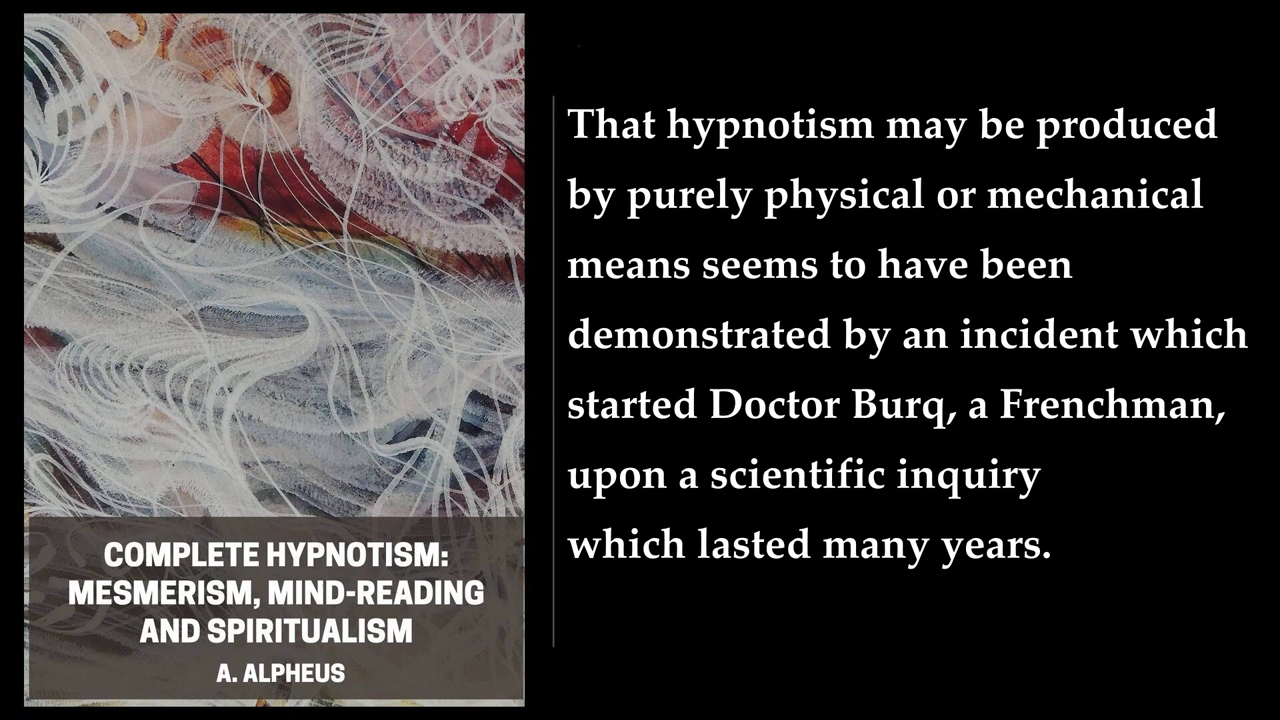 COMPLETE HYPNOTISM:
MESMERISM, MIND-READING
AND SPIRITUALISM
A. ALPHEUS
That hypnotism may be produced
by purely physical or mechanical
means seems to have been
demonstrated by an incident which
started Doctor Burq, a Frenchman,
upon a scientific inquiry
which lasted many years.